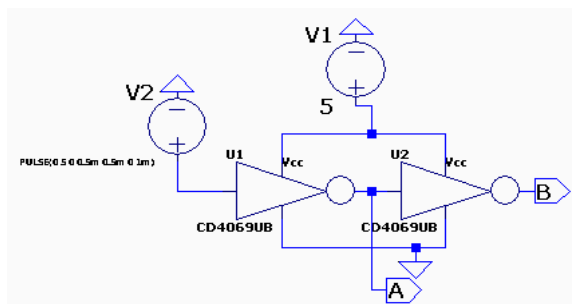 V1
V2
5
U1
Vcc
U2
Vcc
PULSE(0 5 0 0.5m 0.5m 0 1m)
B
CD4069UB
CD4069UB
A